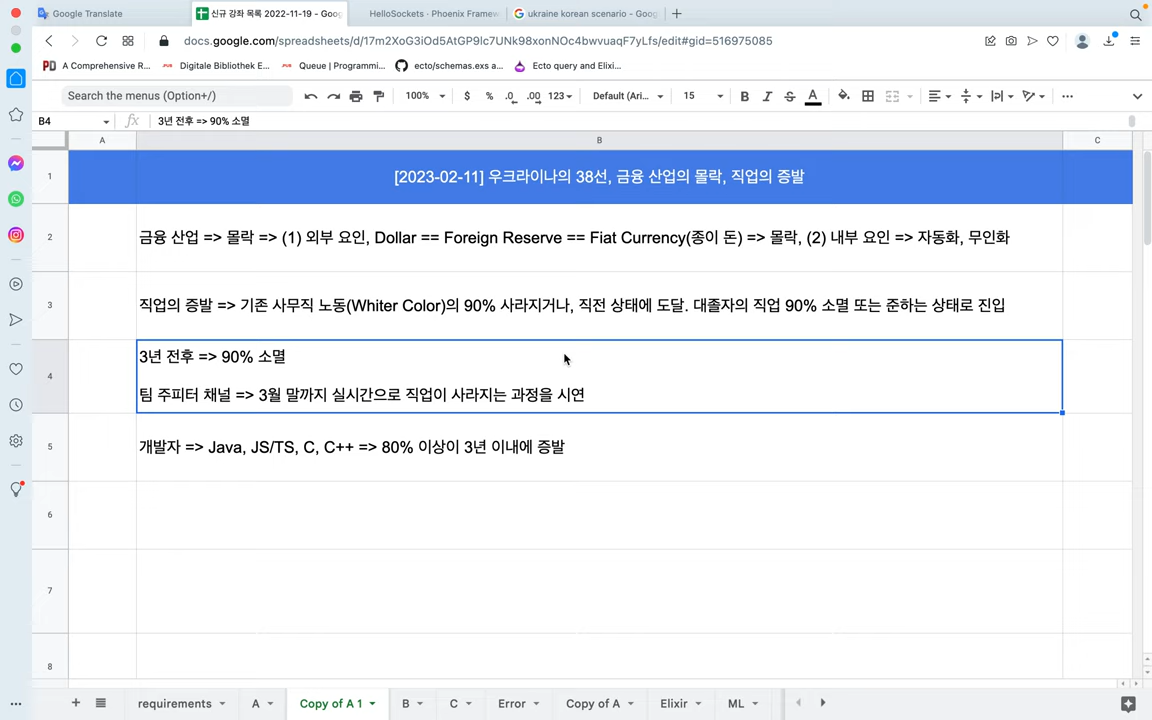 Google Translate
신규 강좌 목록 2022-11-19 - Goog
HelloSockets · Phoenix Framew
ukraine korean scenario - Goog
docs.google.com/spreadsheets/d/17m2XoG3iOd5AtGP9lc7UNk98xonNOc4bwvuaqF7yLfs/edit#gid=516975085
A Comprehensive R...
Digitale Bibliothek E...
Queue | Programmi...
ecto/schemas.exs a...
Ecto query and Elixi...
Search the menus (Option+/)
100%
$ % .0 .00 123
Default (Ari...
15
B I S A
B4
fx
3년 전후 => 90% 소멸
A B C
1
[2023-02-11] 우크라이나의 38선, 금융 산업의 몰락, 직업의 증발
2
금융 산업 => 몰락 => (1) 외부 요인, Dollar == Foreign Reserve == Fiat Currency(종이 돈) => 몰락, (2) 내부 요인 => 자동화, 무인화
3
직업의 증발 => 기존 사무직 노동(Whiter Color)의 90% 사라지거나, 직전 상태에 도달. 대졸자의 직업 90% 소멸 또는 준하는 상태로 진입
4
3년 전후 => 90% 소멸
팀 주피터 채널 => 3월 말까지 실시간으로 직업이 사라지는 과정을 시연
5
개발자 => Java, JS/TS, C, C++ => 80% 이상이 3년 이내에 증발
6
7
8
requirements
A
Copy of A 1
B
C
Error
Copy of A
Elixir
ML